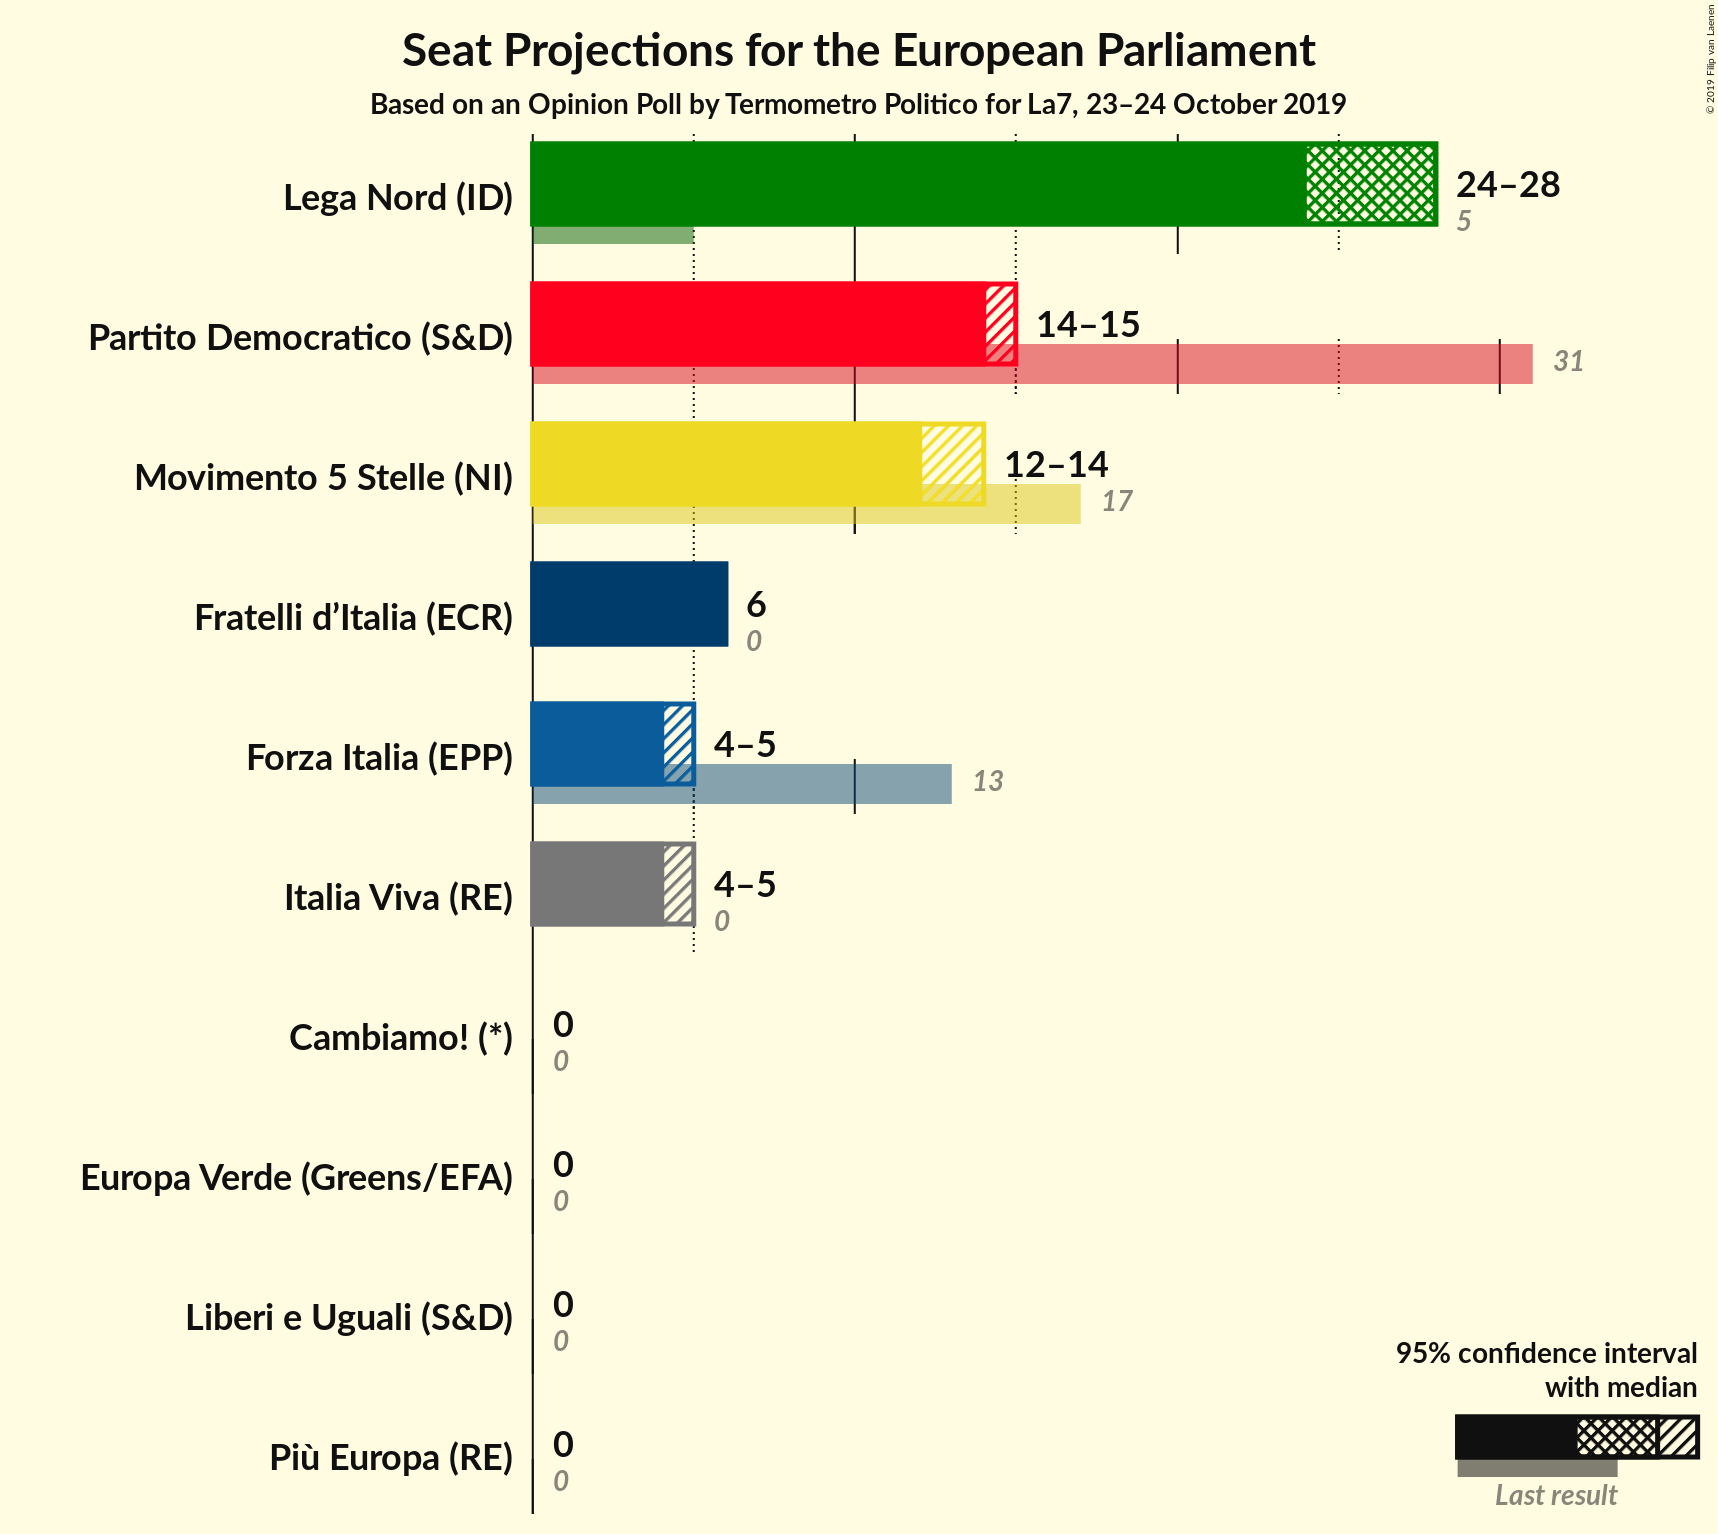 Seat Projections for the European Parliament
Based on an Opinion Poll by Termometro Politico for La7, 23–24 October 2019
© 2019 Filip van Laenen
Lega Nord (ID)
24–28
5
Partito Democratico (S&D)
14–15
31
Movimento 5 Stelle (NI)
12–14
17
Fratelli d’Italia (ECR)
6
0
Forza Italia (EPP)
4–5
13
Italia Viva (RE)
4–5
0
Cambiamo! (*)
0
0
Europa Verde (Greens/EFA)
0
0
Liberi e Uguali (S&D)
0
0
Più Europa (RE)
0
0
95% confidence interval
with median
Last result